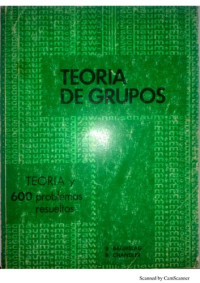 TEORIA
DE GRUPOS
TEORIA y
600 problemas
resueltos
Scanned by CamScanner